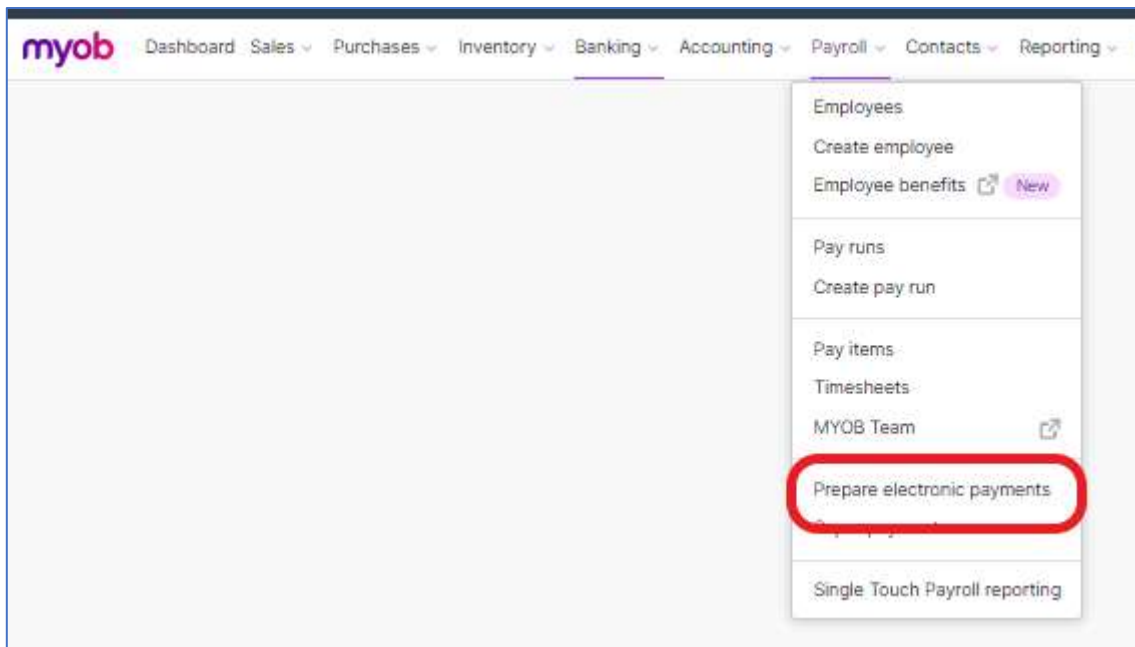 myob Dashboard Sales Purchases Inventory Banking Accounting Payroll Contacts Reporting
Employees
Create employee
Employee benefits New
Pay runs
Create pay run
Pay items
Timesheets
MYOB Team
Prepare electronic payments
Single Touch Payroll reporting